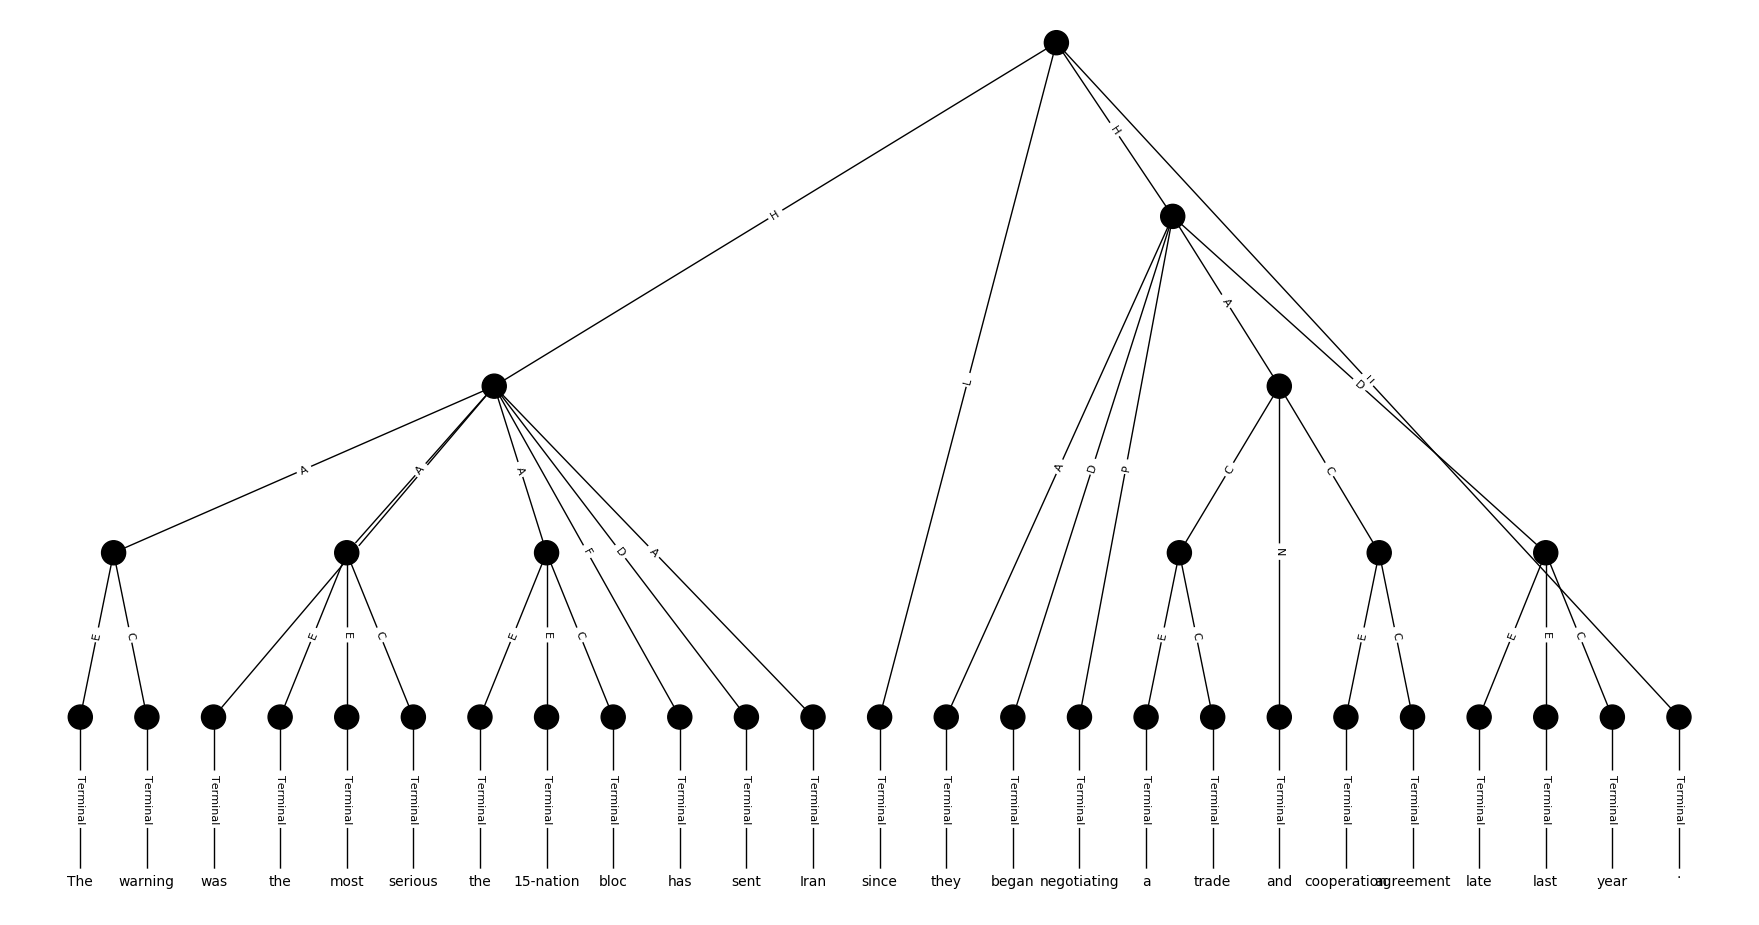 H
H
A
L
U
D
A
A
A
F
D
A
A
D
P
C
C
N
E
C
E
E
C
E
E
C
E
C
E
C
E
E
C
Terminal Terminal Terminal Terminal Terminal Terminal Terminal Terminal Terminal Terminal Terminal Terminal Terminal Terminal Terminal Terminal Terminal Terminal Terminal Terminal Terminal Terminal Terminal Terminal Terminal
The warning was the most serious the 15-nation bloc has sent Iran since they began negotiating a trade and cooperation agreement late last year .